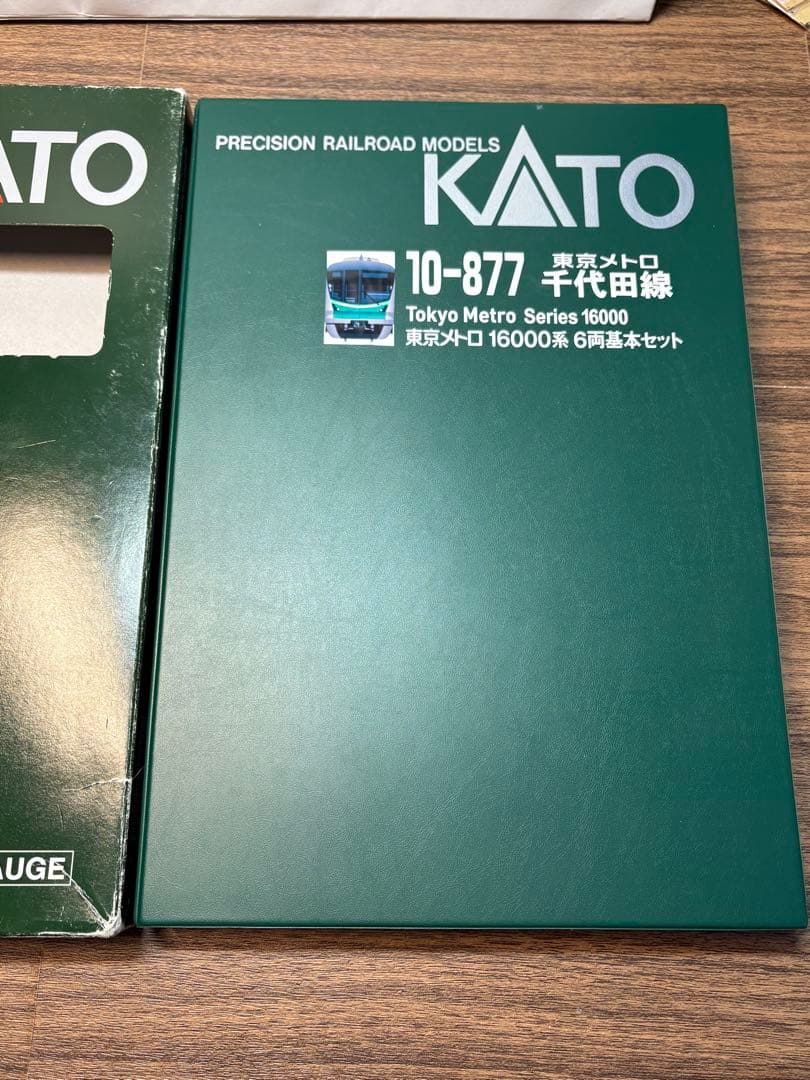 ATO
AUGE
PRECISION RAILROAD MODELS
KATO
10-877
東京メトロ
千代田線
Tokyo Metro Series 16000
東京メトロ 16000系 6両基本セット